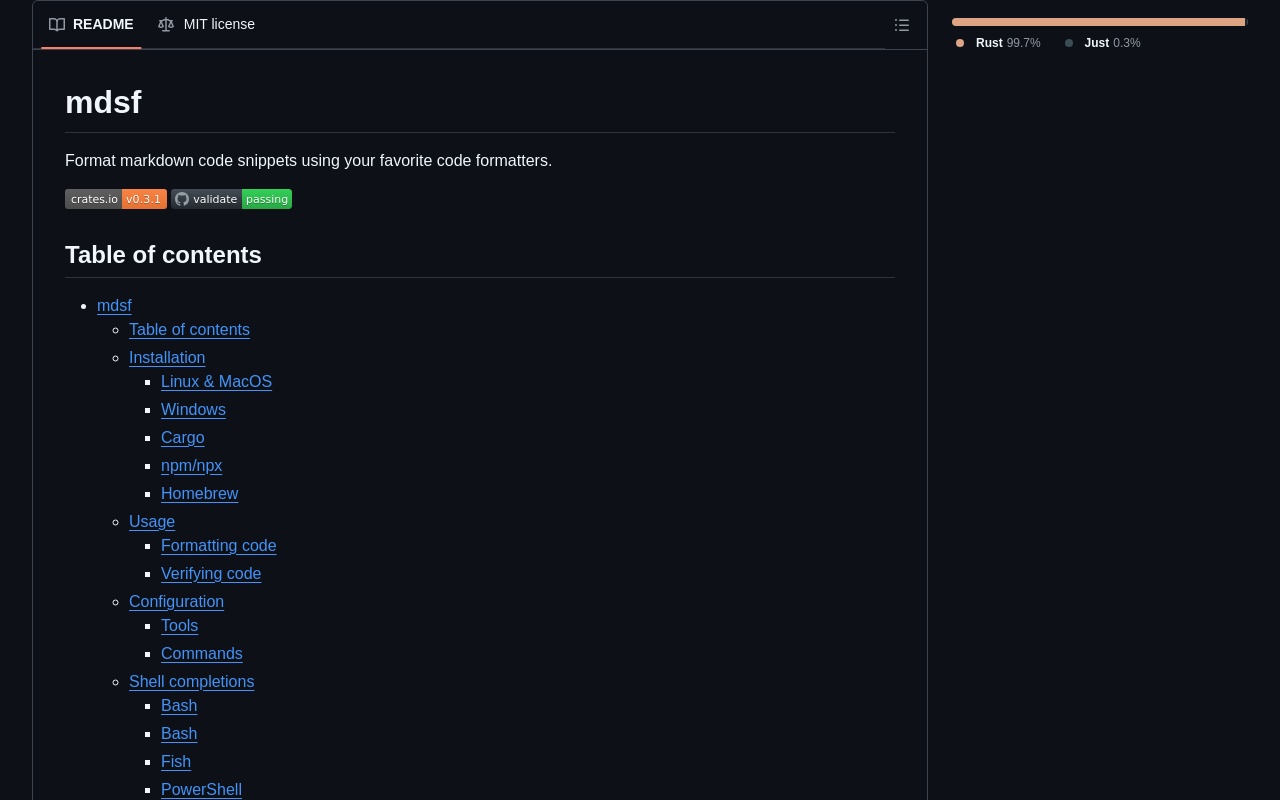 README MIT license
Rust 99.7% Just 0.3%
mdsf
Format markdown code snippets using your favorite code formatters.
crates.io v0.3.1 validate passing
Table of contents
mdsf
Table of contents
Installation
Linux & MacOS
Windows
Cargo
npm/npx
Homebrew
Usage
Formatting code
Verifying code
Configuration
Tools
Commands
Shell completions
Bash
Bash
Fish
PowerShell